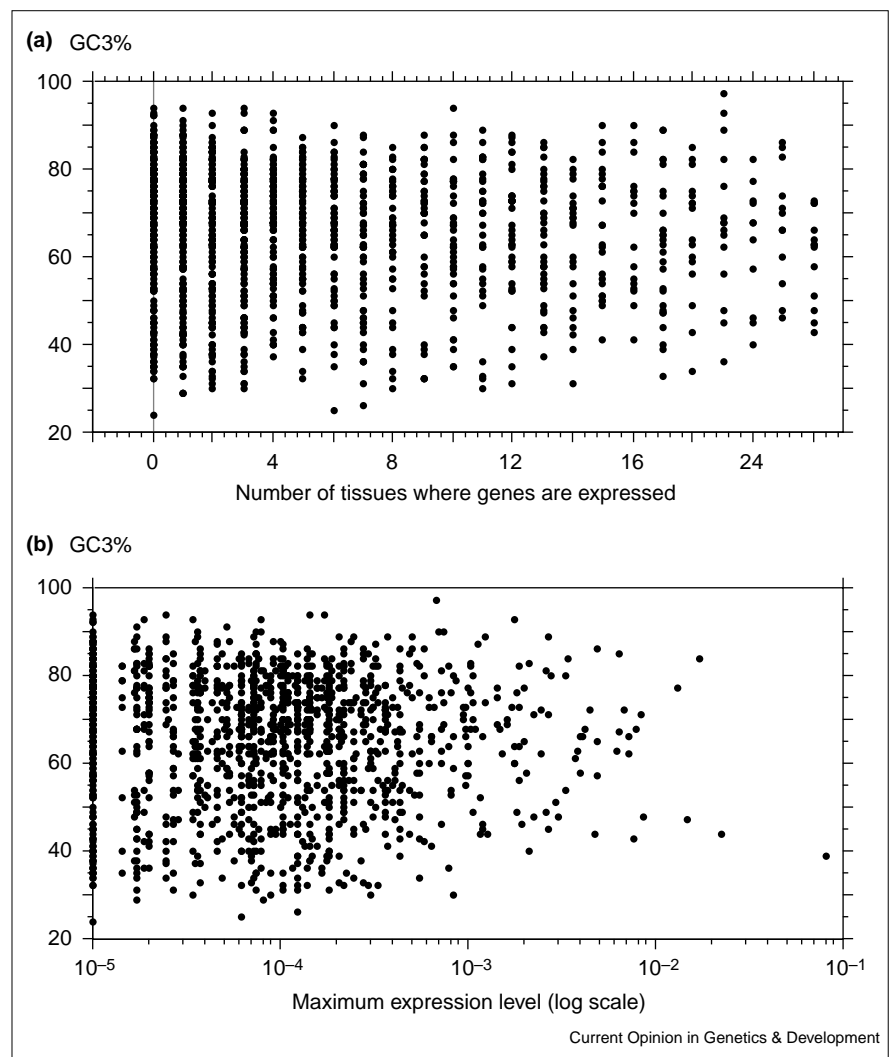 (a) GC3%
100
80
60
40
20
0 4 8 12 16 24
Number of tissues where genes are expressed
(b) GC3%
100
80
60
40
20
10⁻⁵ 10⁻⁴ 10⁻³ 10⁻² 10⁻¹
Maximum expression level (log scale)
Current Opinion in Genetics & Development